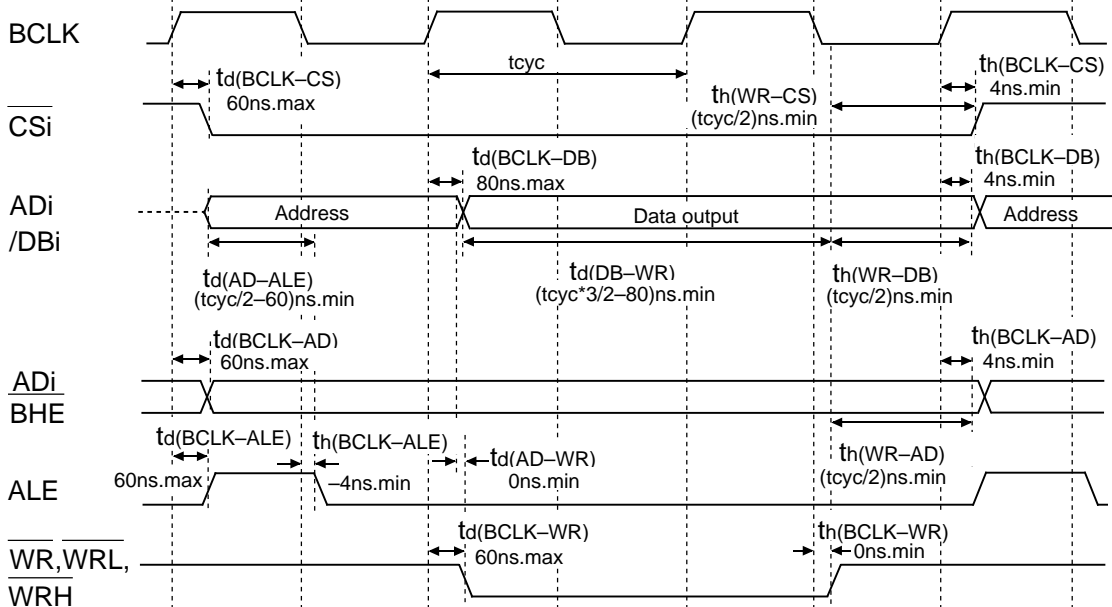 BCLK
tcyc
td(BCLK–CS)
60ns.max
th(WR–CS)
(tcyc/2)ns.min
th(BCLK–CS)
4ns.min
CSi
td(BCLK–DB)
80ns.max
th(BCLK–DB)
4ns.min
ADi
/DBi
Address
Data output
Address
td(AD–ALE)
(tcyc/2–60)ns.min
td(DB–WR)
(tcyc*3/2–80)ns.min
th(WR–DB)
(tcyc/2)ns.min
td(BCLK–AD)
60ns.max
th(BCLK–AD)
4ns.min
ADi
BHE
td(BCLK–ALE)
60ns.max
th(BCLK–ALE)
–4ns.min
td(AD–WR)
0ns.min
th(WR–AD)
(tcyc/2)ns.min
ALE
td(BCLK–WR)
60ns.max
th(BCLK–WR)
0ns.min
WR,WRL,
WRH